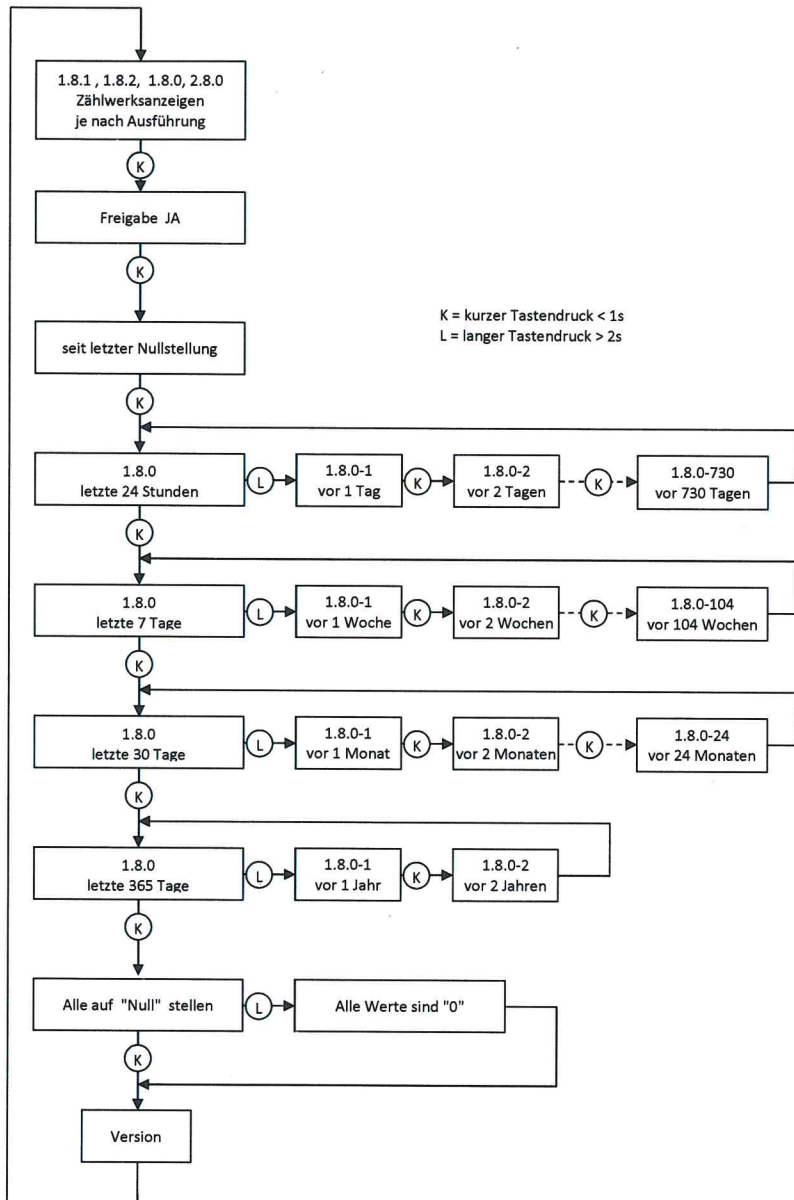 1.8.1 , 1.8.2, 1.8.0, 2.8.0
Zählwerksanzeigen
je nach Ausführung
K
Freigabe JA
K
seit letzter Nullstellung
K = kurzer Tastendruck < 1s
L = langer Tastendruck > 2s
K
1.8.0
letzte 24 Stunden
L
1.8.0-1
vor 1 Tag
K
1.8.0-2
vor 2 Tagen
K
1.8.0-730
vor 730 Tagen
K
1.8.0
letzte 7 Tage
L
1.8.0-1
vor 1 Woche
K
1.8.0-2
vor 2 Wochen
K
1.8.0-104
vor 104 Wochen
K
1.8.0
letzte 30 Tage
L
1.8.0-1
vor 1 Monat
K
1.8.0-2
vor 2 Monaten
K
1.8.0-24
vor 24 Monaten
K
1.8.0
letzte 365 Tage
L
1.8.0-1
vor 1 Jahr
K
1.8.0-2
vor 2 Jahren
K
Alle auf "Null" stellen
L
Alle Werte sind "0"
K
Version